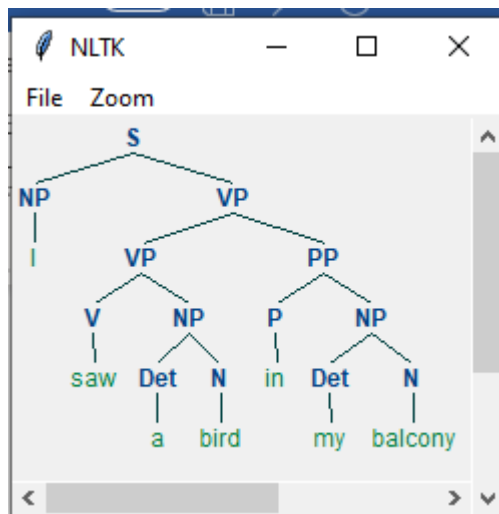 NLTK
File Zoom
S
NP VP
I VP PP
V NP P NP
saw Det N in Det N
a bird my balcony